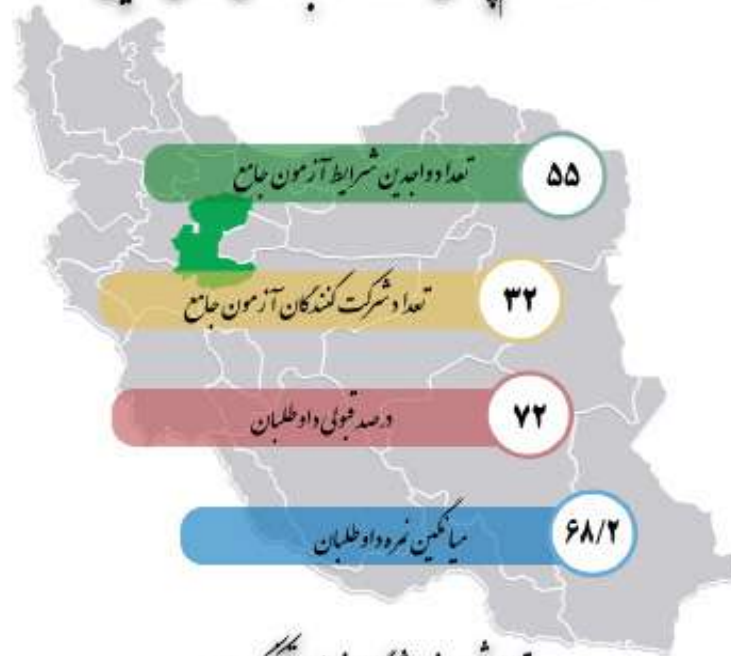 ۵۵ تعداد واجدین شرایط آزمون جامع
۳۲ تعداد شرکت کنندگان آزمون جامع
۷۲ درصد قبولی داوطلبان
۶۸/۲ میانگین نمره داوطلبان